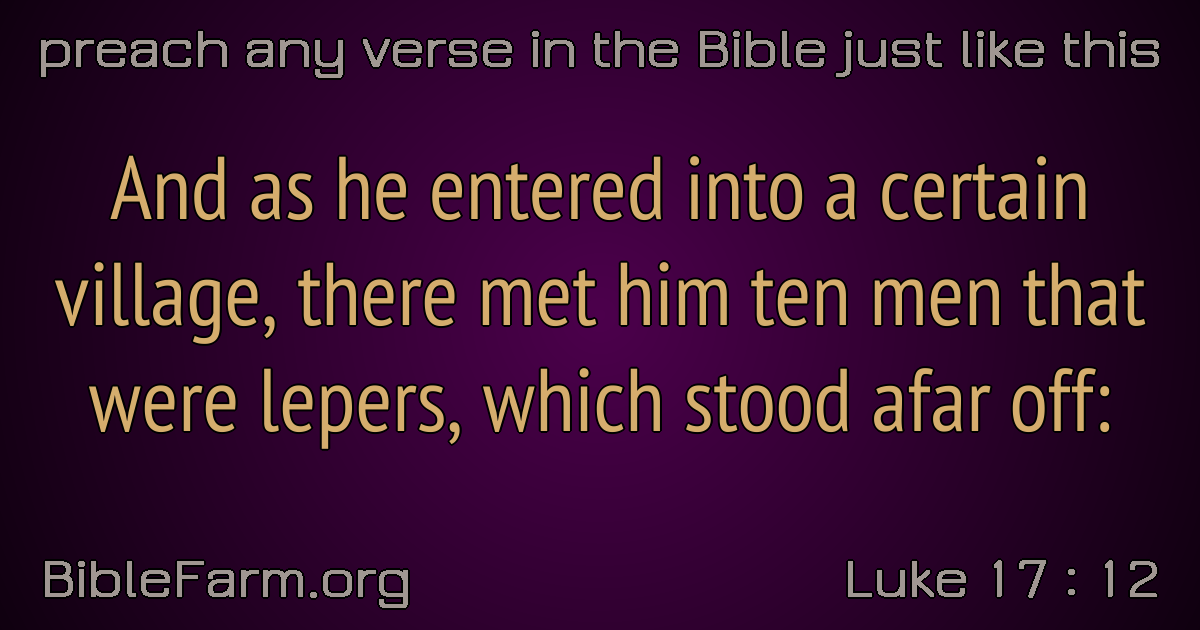 preach any verse in the Bible just like this
And as he entered into a certain
village, there met him ten men that
were lepers, which stood afar off:
BibleFarm.org
Luke 17 : 12